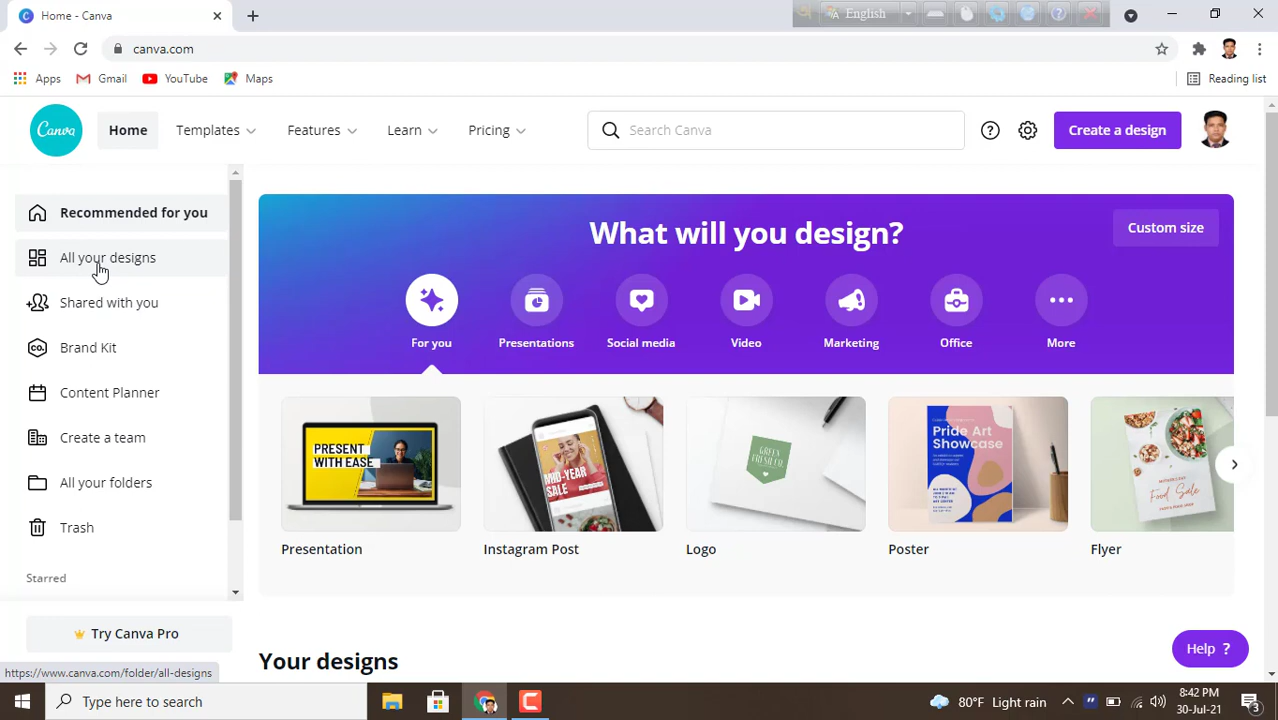 Home - Canva
English
canva.com
Apps
Gmail
YouTube
Maps
Reading list
Canva
Home
Templates
Features
Learn
Pricing
Search Canva
Create a design
Recommended for you
All your designs
Shared with you
CO.
Brand Kit
Content Planner
Create a team
All your folders
Trash
Starred
Try Canva Pro
https://www.canva.com/folder/all-designs
What will you design?
Custom size
For you
Presentations
Social media
Video
Marketing
Office
More
PRESENT
WITH EASE
MID-YEAR
SALE
GREEN
FRESH CO
Pride Art
Showcase
Food Sale
Presentation
Instagram Post
Logo
Poster
Flyer
Your designs
Help ?
Type here to search
80°F Light rain
8:42 PM
30-Jul-21
3